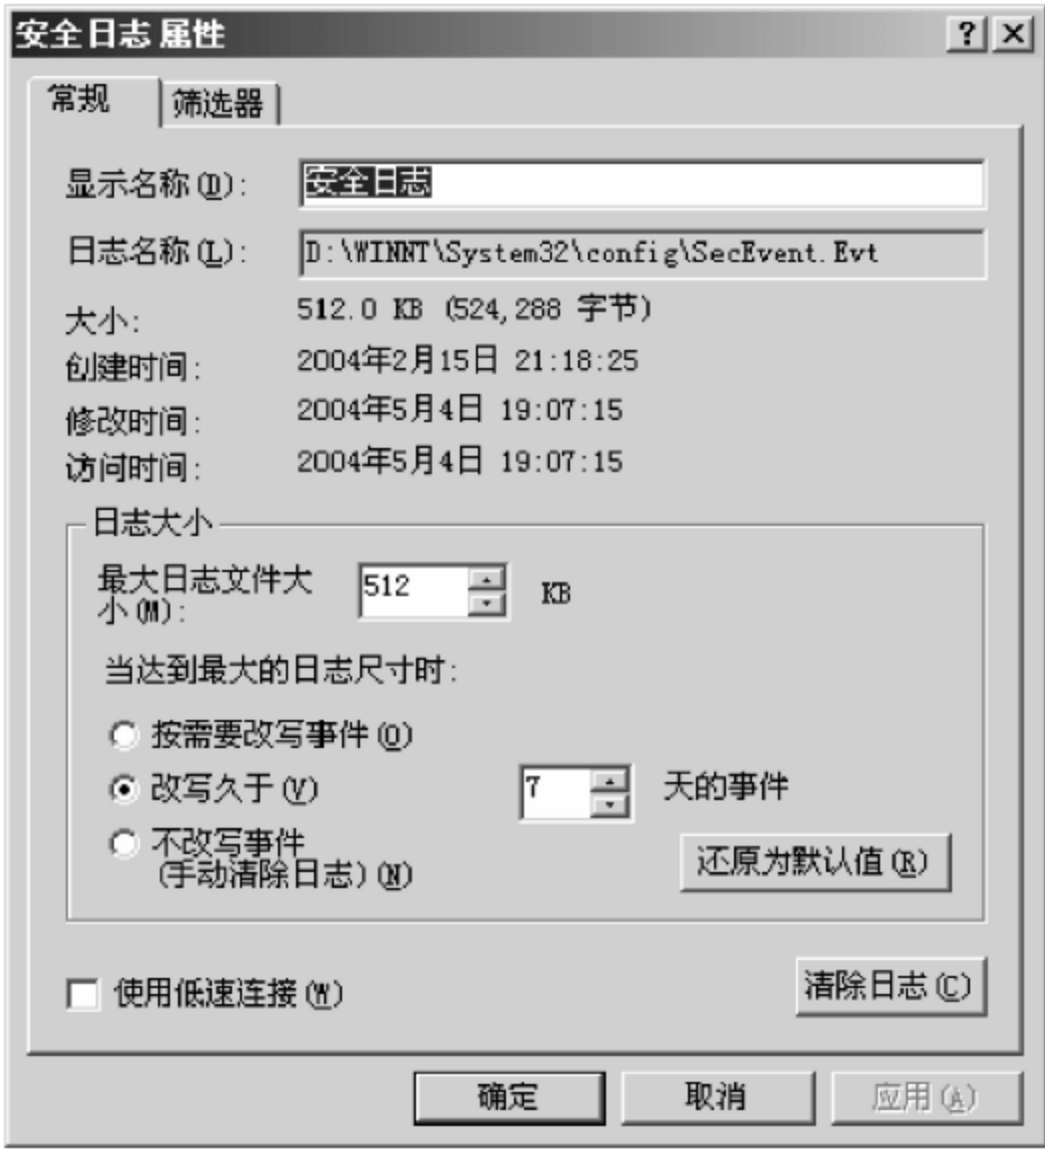 安全日志 属性
常规
筛选器
显示名称(D):
安全日志
日志名称(L):
D:\WINNT\System32\config\SecEvent.Evt
大小:
512.0 KB (524,288 字节)
创建时间:
2004年2月15日 21:18:25
修改时间:
2004年5月4日 19:07:15
访问时间:
2004年5月4日 19:07:15
日志大小
最大日志文件大
小(M):
512
KB
当达到最大的日志尺寸时:
按需要改写事件(O)
改写久于(V)
7
天的事件
不改写事件
(手动清除日志)(N)
还原为默认值(R)
使用低速连接(W)
清除日志(C)
确定
取消
应用(A)